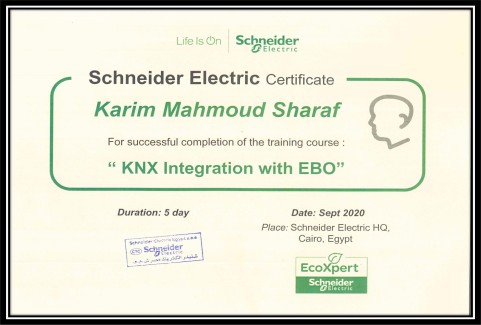 Life Is On
Schneider
Electric
Schneider Electric Certificate
Karim Mahmoud Sharaf
For successful completion of the training course :
“ KNX Integration with EBO”
Duration: 5 day
Date: Sept 2020
Place: Schneider Electric HQ,
Cairo, Egypt
Schneider
Electric
EcoXpert
Schneider
Electric